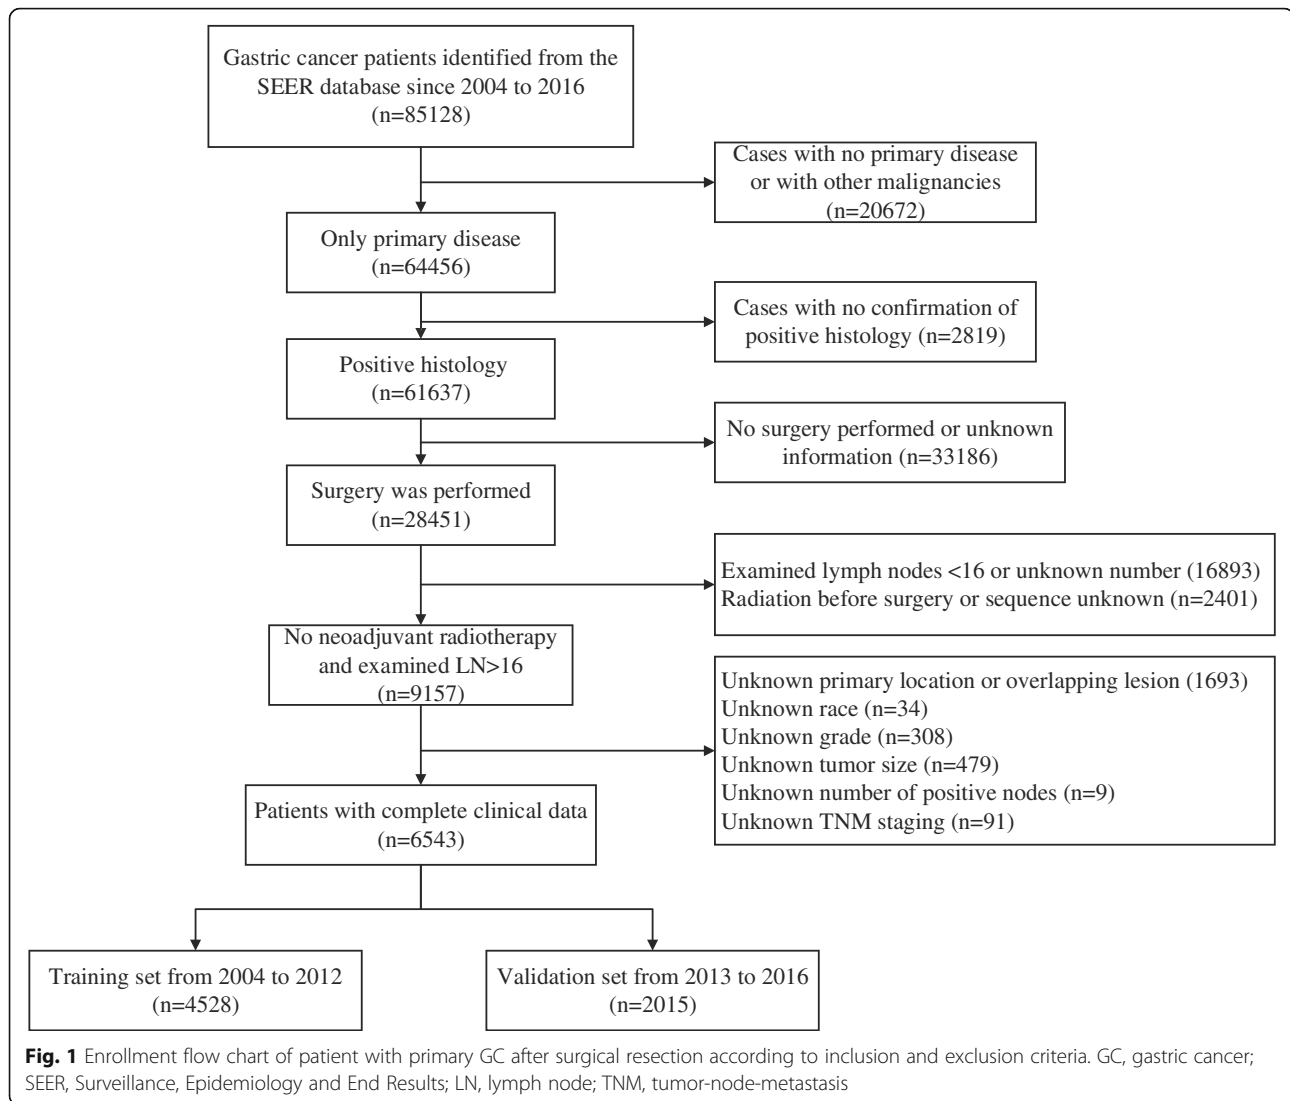 Gastric cancer patients identified from the
SEER database since 2004 to 2016
(n=85128)
Cases with no primary disease
or with other malignancies
(n=20672)
Only primary disease
(n=64456)
Cases with no confirmation of
positive histology (n=2819)
Positive histology
(n=61637)
No surgery performed or unknown
information (n=33186)
Surgery was performed
(n=28451)
Examined lymph nodes <16 or unknown number (16893)
Radiation before surgery or sequence unknown (n=2401)
No neoadjuvant radiotherapy
and examined LN>16
(n=9157)
Unknown primary location or overlapping lesion (1693)
Unknown race (n=34)
Unknown grade (n=308)
Unknown tumor size (n=479)
Unknown number of positive nodes (n=9)
Unknown TNM staging (n=91)
Patients with complete clinical data
(n=6543)
Training set from 2004 to 2012
(n=4528)
Validation set from 2013 to 2016
(n=2015)
Fig. 1 Enrollment flow chart of patient with primary GC after surgical resection according to inclusion and exclusion criteria. GC, gastric cancer;
SEER, Surveillance, Epidemiology and End Results; LN, lymph node; TNM, tumor-node-metastasis